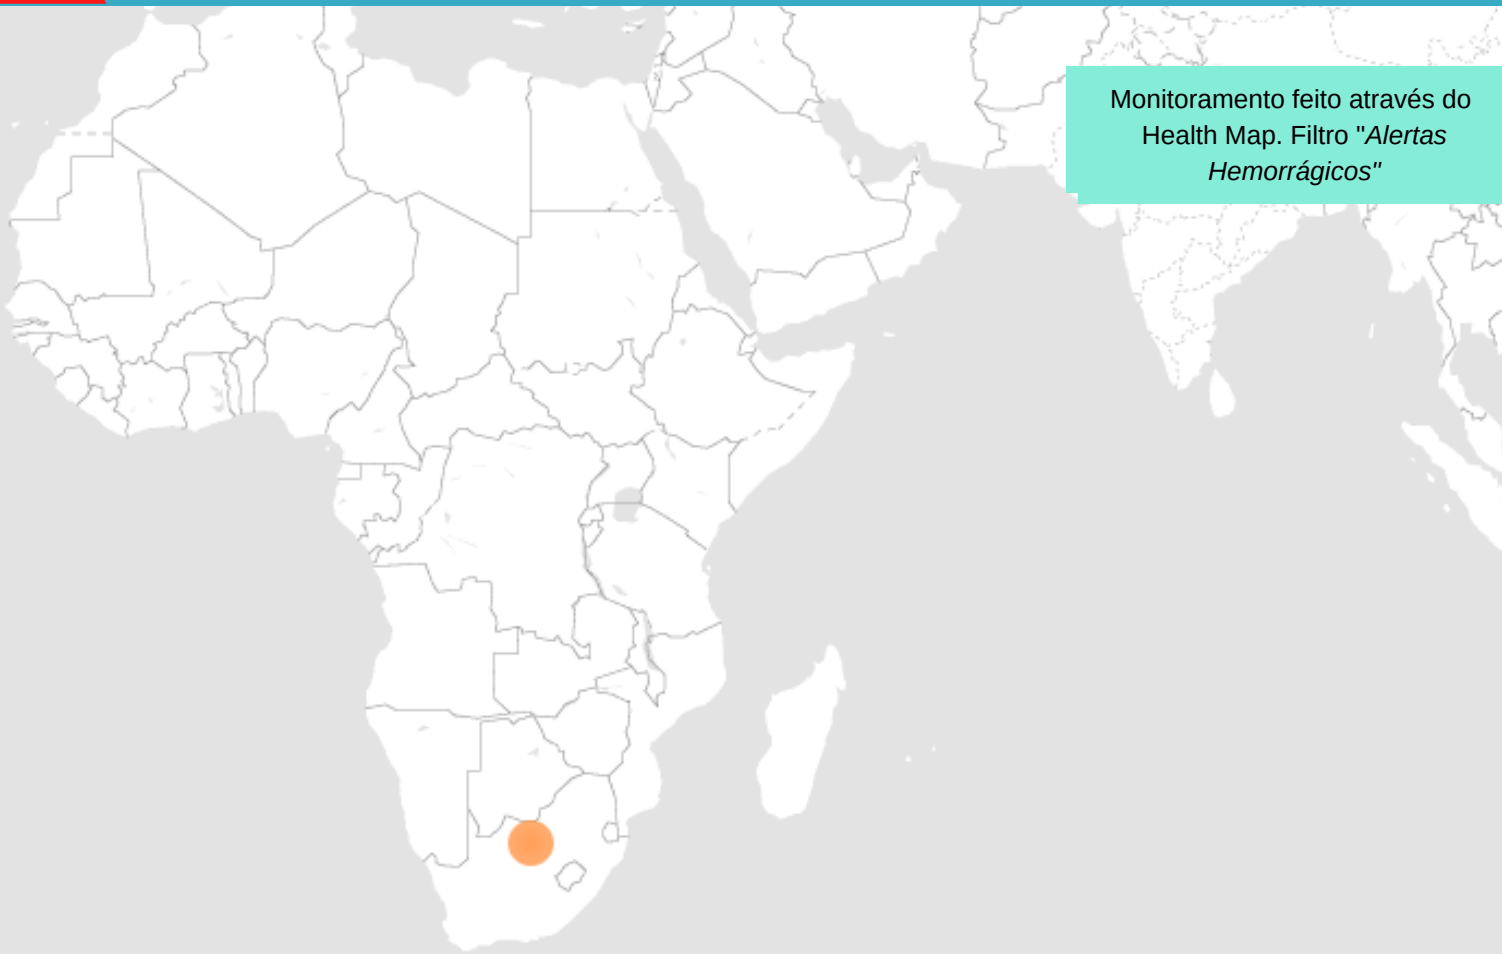 Monitoramento feito através do
Health Map. Filtro "Alertas
Hemorrágicos"